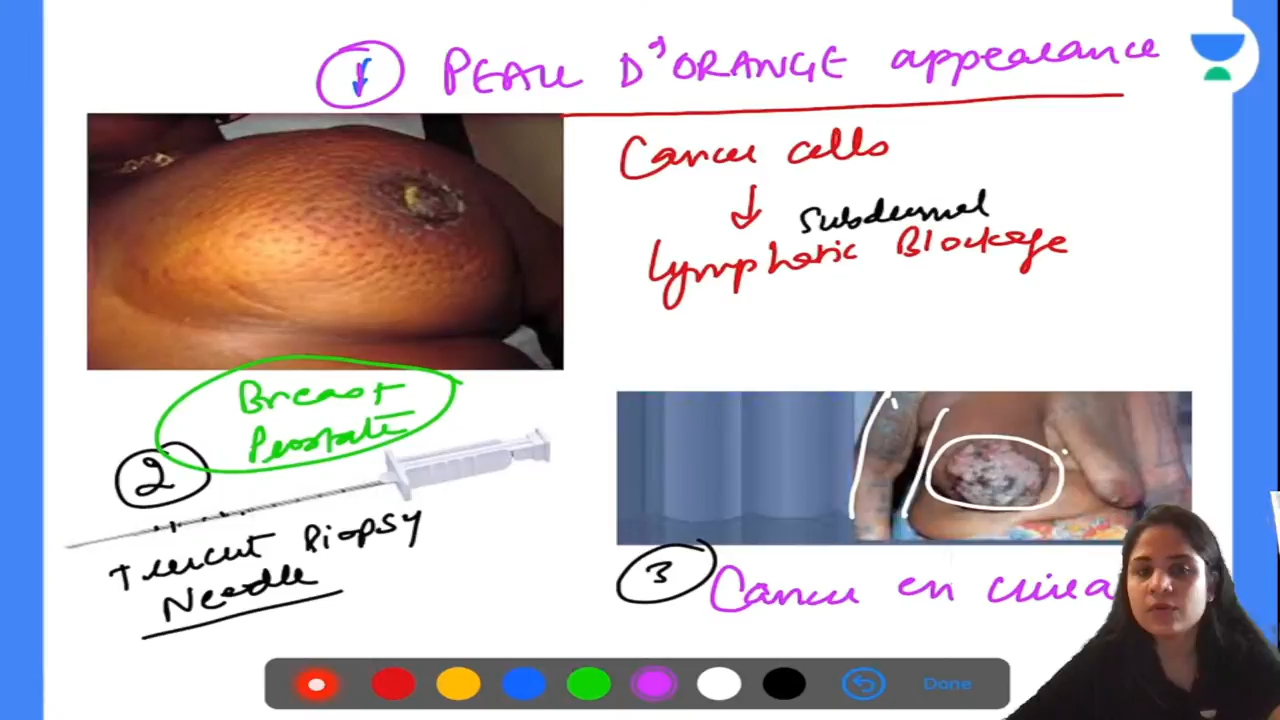 1 PEAU D'ORANGE appearance
Cancer cells
↓ Subdermal
Lymphatic Blockage
Breast
Prostate
2
Trucut Biopsy
Needle
3 Cancer en cuira
Done